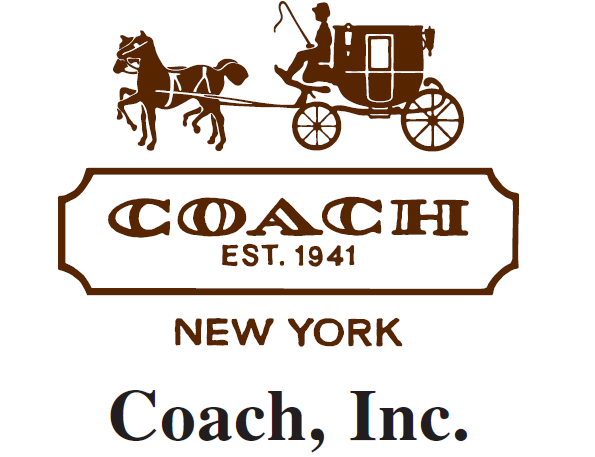 COACH
EST. 1941
NEW YORK
Coach, Inc.